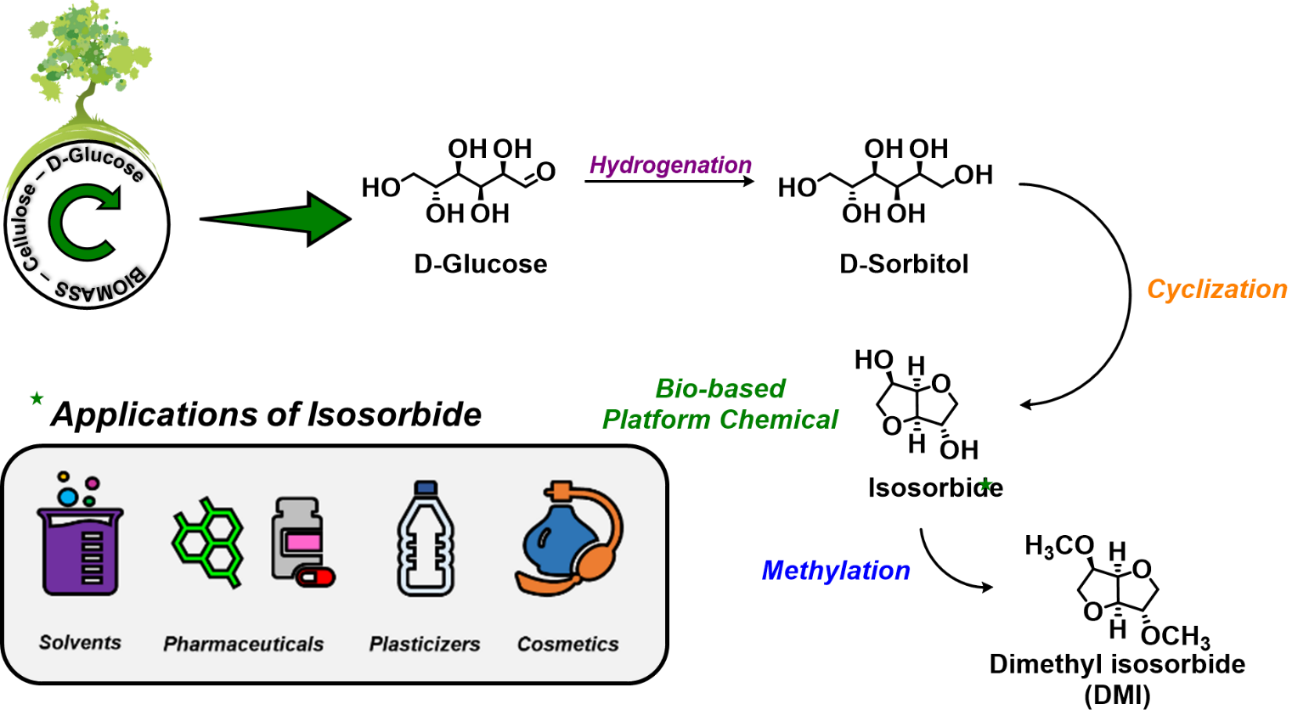 BIOMASS – Cellulose – D-Glucose
OH OH
HO
O
OH OH
D-Glucose
Hydrogenation
OH OH
HO
OH
OH OH
D-Sorbitol
Cyclization
HO H
O
O
H
OH
Isosorbide
Bio-based
Platform Chemical
Applications of Isosorbide
Solvents
Pharmaceuticals
Plasticizers
Cosmetics
Methylation
H3CO H
O
O
H
OCH3
Dimethyl isosorbide
(DMI)